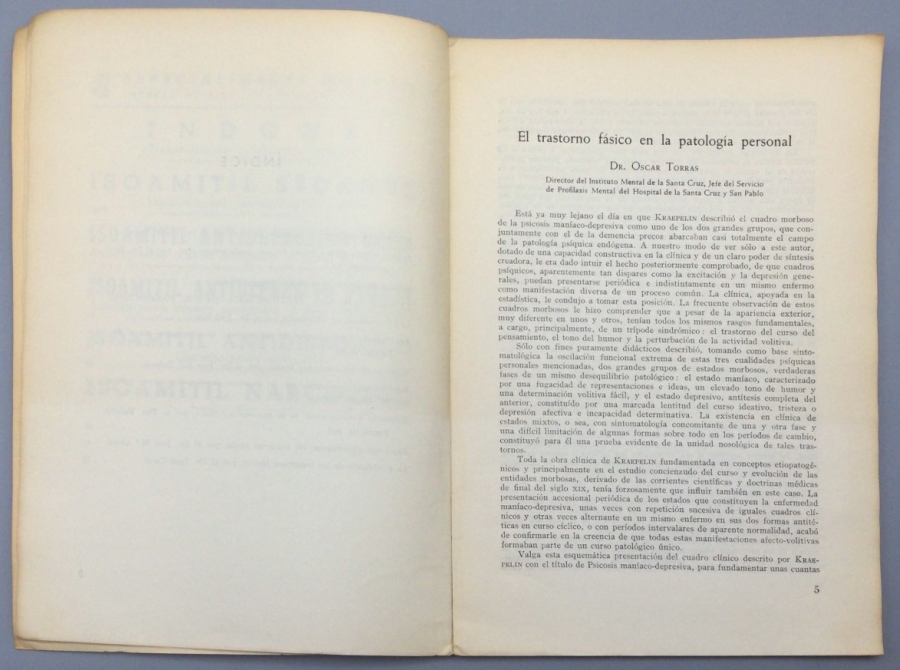 El trastorno fásico en la patología personal
Dr. Oscar Torras
Director del Instituto Mental de la Santa Cruz, Jefe del Servicio
de Profilaxis Mental del Hospital de la Santa Cruz y San Pablo
Está ya muy lejano el día en que Kraepelin describió el cuadro morboso
de la psicosis maníaco-depresiva como uno de los dos grandes grupos, que con-
juntamente con el de la demencia precoz abarcaban casi totalmente el campo
de la patología psíquica endógena. A nuestro modo de ver sólo a este autor,
dotado de una capacidad constructiva en la clínica y de un claro poder de síntesis
creadora, le era dado intuir el hecho posteriormente comprobado, de que cuadros
psíquicos, aparentemente tan dispares como la excitación y la depresión gene-
rales, puedan presentarse periódica e indistintamente en un mismo enfermo
como manifestación diversa de un proceso común. La clínica, apoyada en la
estadística, le condujo a tomar esta posición. La frecuente observación de estos
cuadros morbosos le hizo comprender que a pesar de la apariencia exterior,
muy diferente en unos y otros, tenían todos los mismos rasgos fundamentales,
a cargo, principalmente, de un trípode sindrómico: el trastorno del curso del
pensamiento, el tono del humor y la perturbación de la actividad volitiva.
Sólo con fines puramente didácticos describió, tomando como base sinto-
matológica la oscilación funcional extrema de estas tres cualidades psíquicas
personales mencionadas, dos grandes grupos de estados morbosos, verdaderas
fases de un mismo desequilibrio patológico: el estado maníaco, caracterizado
por una fugacidad de representaciones e ideas, un elevado tono de humor y
una determinación volitiva fácil, y el estado depresivo, antítesis completa del
anterior, constituído por una marcada lentitud del curso ideativo, tristeza o
depresión afectiva e incapacidad determinativa. La existencia en clínica de
estados mixtos, o sea, con sintomatología concomitante de una y otra fase y
una difícil limitación de algunas formas sobre todo en los períodos de cambio,
constituyó para él una prueba evidente de la unidad nosológica de tales tras-
tornos.
Toda la obra clínica de Kraepelin fundamentada en conceptos etiopatogé-
nicos y principalmente en el estudio concienzudo del curso y evolución de las
entidades morbosas, derivado de las corrientes científicas y doctrinas médicas
de final del siglo XIX, tenía forzosamente que influir también en este caso. La
presentación accesional periódica de los estados que constituyen la enfermedad
maníaco-depresiva, unas veces con repetición sucesiva de iguales cuadros clí-
nicos y otras veces alternante en un mismo enfermo en sus dos formas antité-
ticas en curso cíclico, o con períodos intervalares de aparente normalidad, acabó
de confirmarle en la creencia de que todas estas manifestaciones afecto-volitivas
formaban parte de un curso patológico único.
Valga esta esquemática presentación del cuadro clínico descrito por Krae-
pelin con el título de Psicosis maníaco-depresiva, para fundamentar unas cuantas
5